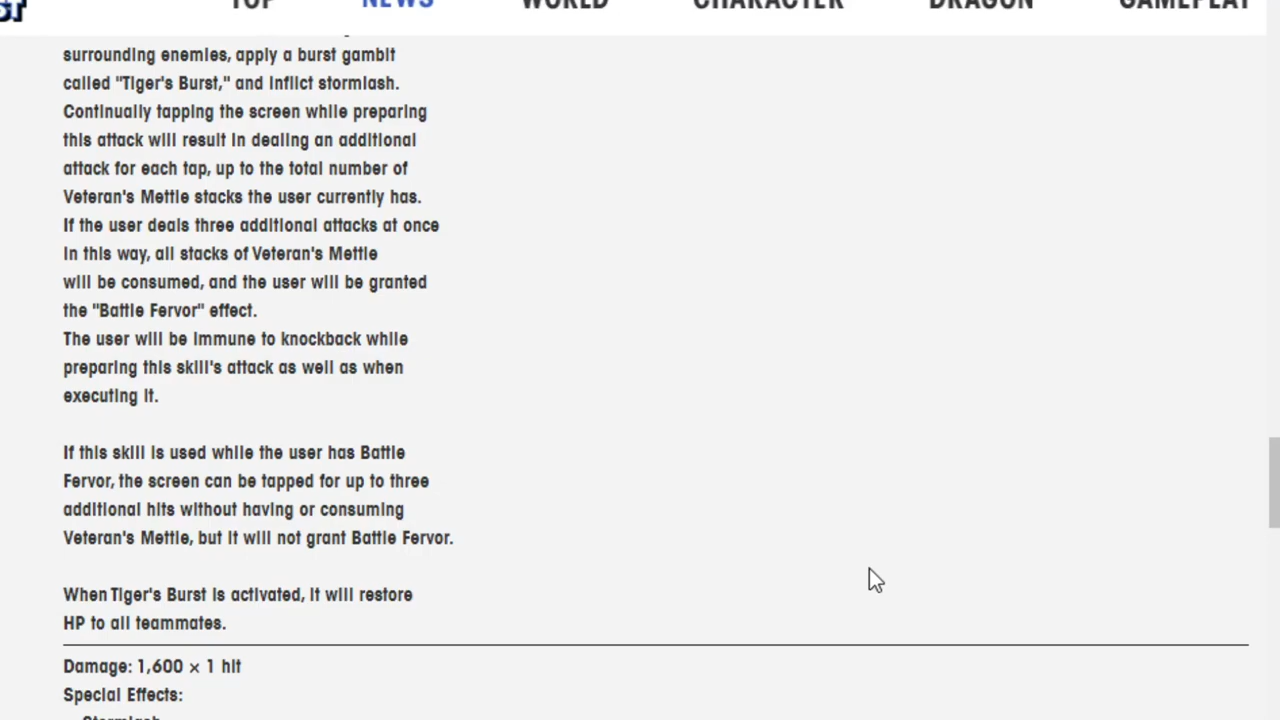 ST TOP NEWS WORLD CHARACTER DRAGON GAMEPLAY
surrounding enemies, apply a burst gambit
called "Tiger's Burst," and inflict stormlash.
Continually tapping the screen while preparing
this attack will result in dealing an additional
attack for each tap, up to the total number of
Veteran's Mettle stacks the user currently has.
If the user deals three additional attacks at once
in this way, all stacks of Veteran's Mettle
will be consumed, and the user will be granted
the "Battle Fervor" effect.
The user will be immune to knockback while
preparing this skill's attack as well as when
executing it.
If this skill is used while the user has Battle
Fervor, the screen can be tapped for up to three
additional hits without having or consuming
Veteran's Mettle, but it will not grant Battle Fervor.
When Tiger's Burst is activated, it will restore
HP to all teammates.
Damage: 1,600 × 1 hit
Special Effects:
Stormlash